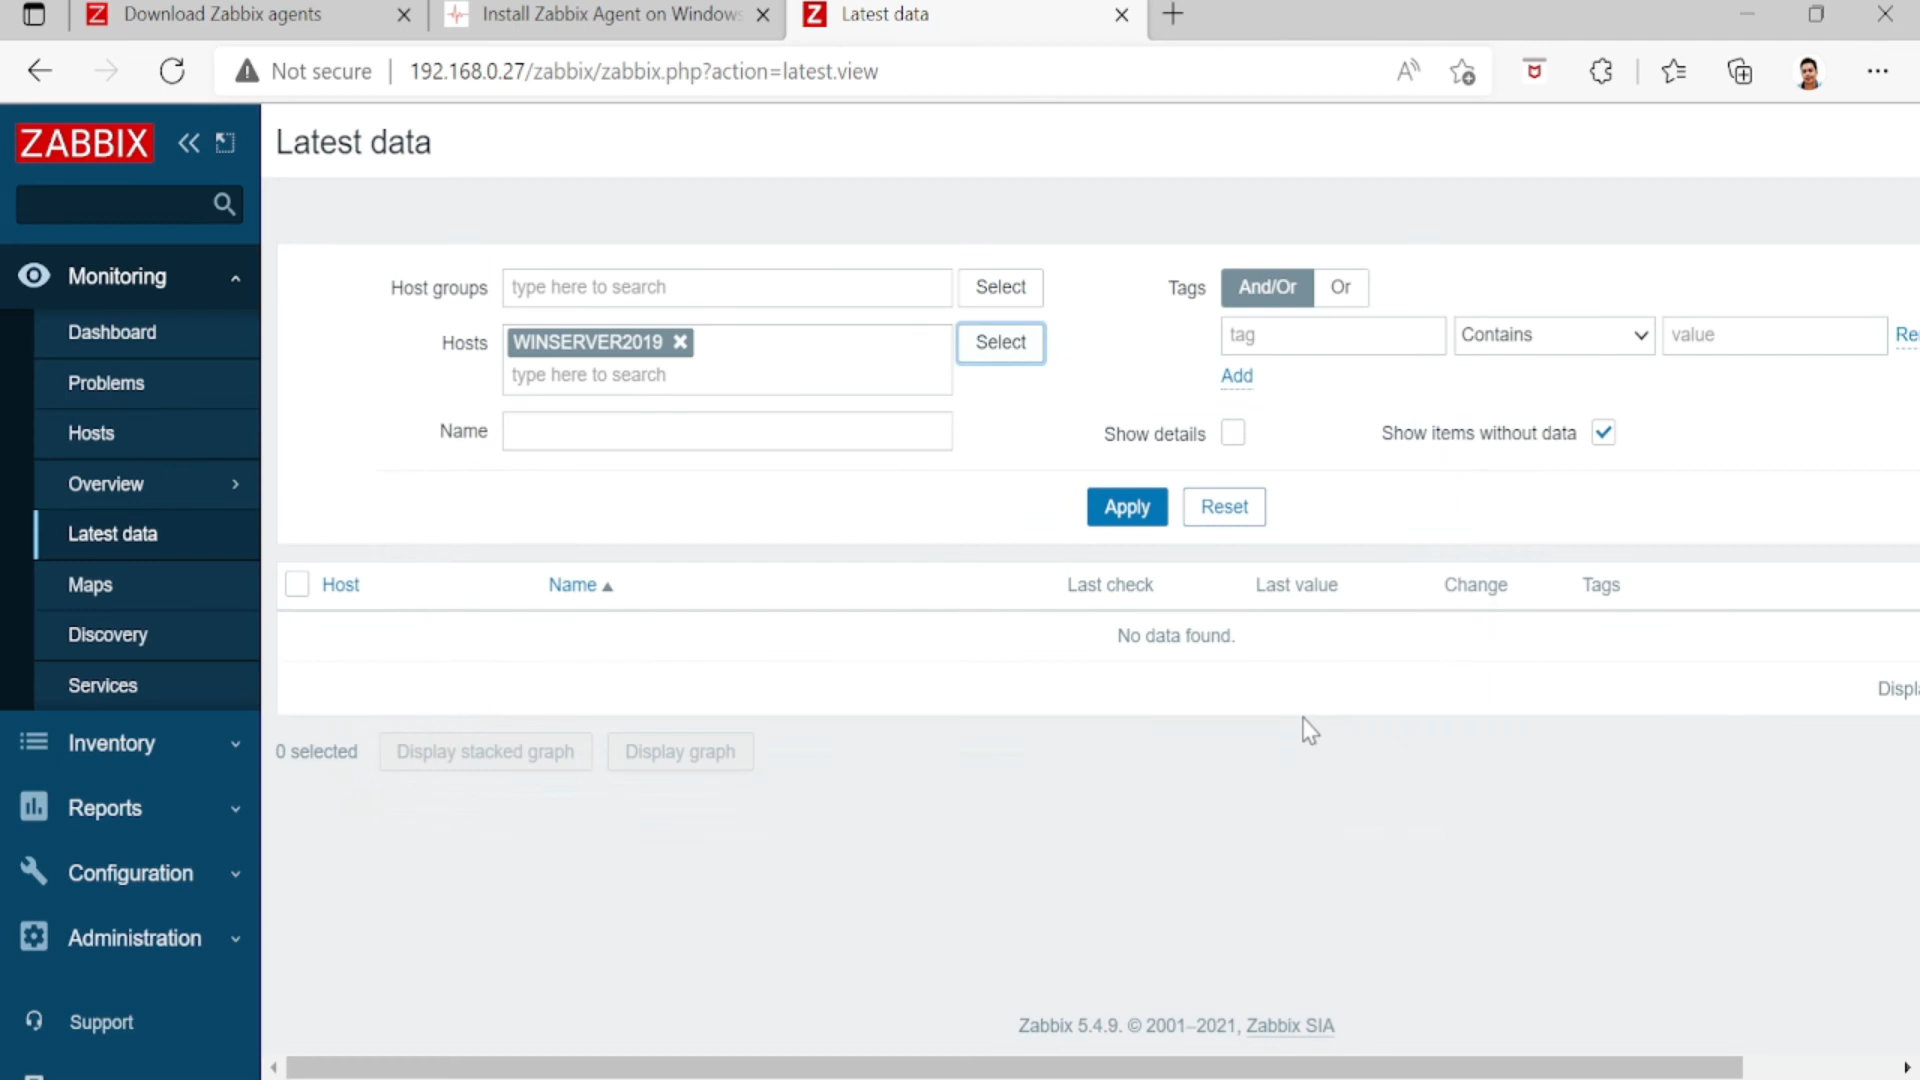 Download Zabbix agents
Install Zabbix Agent on Windows
Latest data
Not secure
192.168.0.27/zabbix/zabbix.php?action=latest.view
ZABBIX
Latest data
Monitoring
Dashboard
Problems
Hosts
Overview
Latest data
Maps
Discovery
Services
Inventory
Reports
Configuration
Administration
Support
Host groups type here to search Select
Hosts WINSERVER2019 Select
type here to search
Name
Tags And/Or Or
tag Contains value
Add
Show details Show items without data
Apply Reset
Host Name Last check Last value Change Tags
No data found.
0 selected Display stacked graph Display graph
Zabbix 5.4.9. © 2001–2021, Zabbix SIA